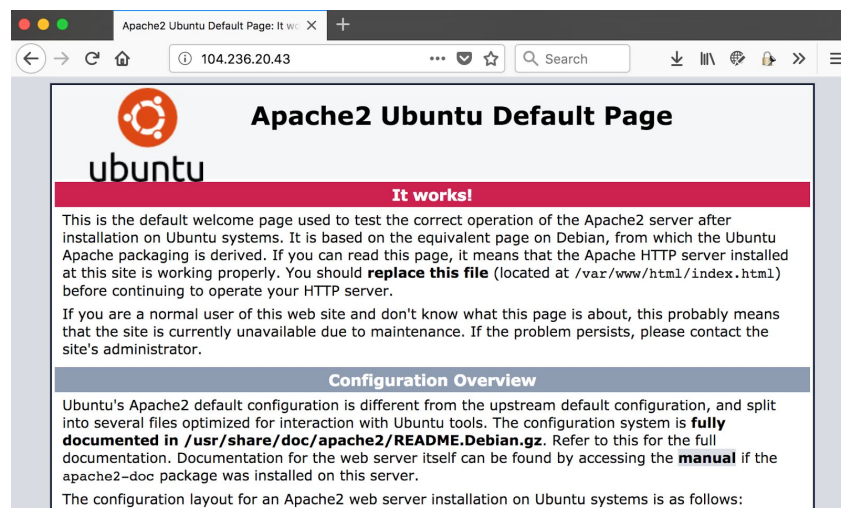 Apache2 Ubuntu Default Page: It wo
104.236.20.43
Search
Apache2 Ubuntu Default Page
ubuntu
It works!
This is the default welcome page used to test the correct operation of the Apache2 server after
installation on Ubuntu systems. It is based on the equivalent page on Debian, from which the Ubuntu
Apache packaging is derived. If you can read this page, it means that the Apache HTTP server installed
at this site is working properly. You should replace this file (located at /var/www/html/index.html)
before continuing to operate your HTTP server.
If you are a normal user of this web site and don't know what this page is about, this probably means
that the site is currently unavailable due to maintenance. If the problem persists, please contact the
site's administrator.
Configuration Overview
Ubuntu's Apache2 default configuration is different from the upstream default configuration, and split
into several files optimized for interaction with Ubuntu tools. The configuration system is fully
documented in /usr/share/doc/apache2/README.Debian.gz. Refer to this for the full
documentation. Documentation for the web server itself can be found by accessing the manual if the
apache2-doc package was installed on this server.
The configuration layout for an Apache2 web server installation on Ubuntu systems is as follows: